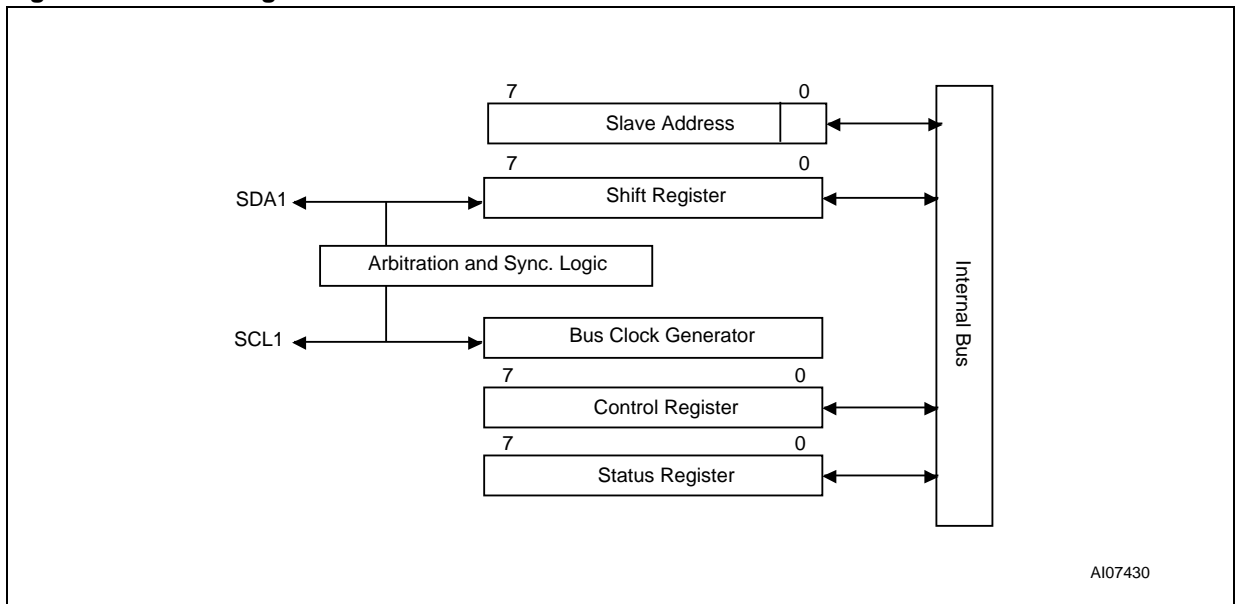 7 0
Slave Address
7 0
SDA1
Shift Register
Arbitration and Sync. Logic
SCL1
Bus Clock Generator
7 0
Control Register
7 0
Status Register
Internal Bus
AI07430